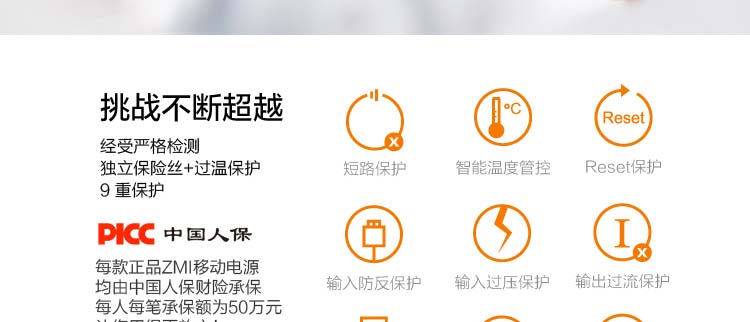 挑战不断超越
经受严格检测
独立保险丝+过温保护
9 重保护
PICC 中国人保
每款正品ZMI移动电源
均由中国人保财险承保
每人每笔承保额为50万元
°C
Reset
短路保护
智能温度管控
Reset保护
I
输入防反保护
输入过压保护
输出过流保护